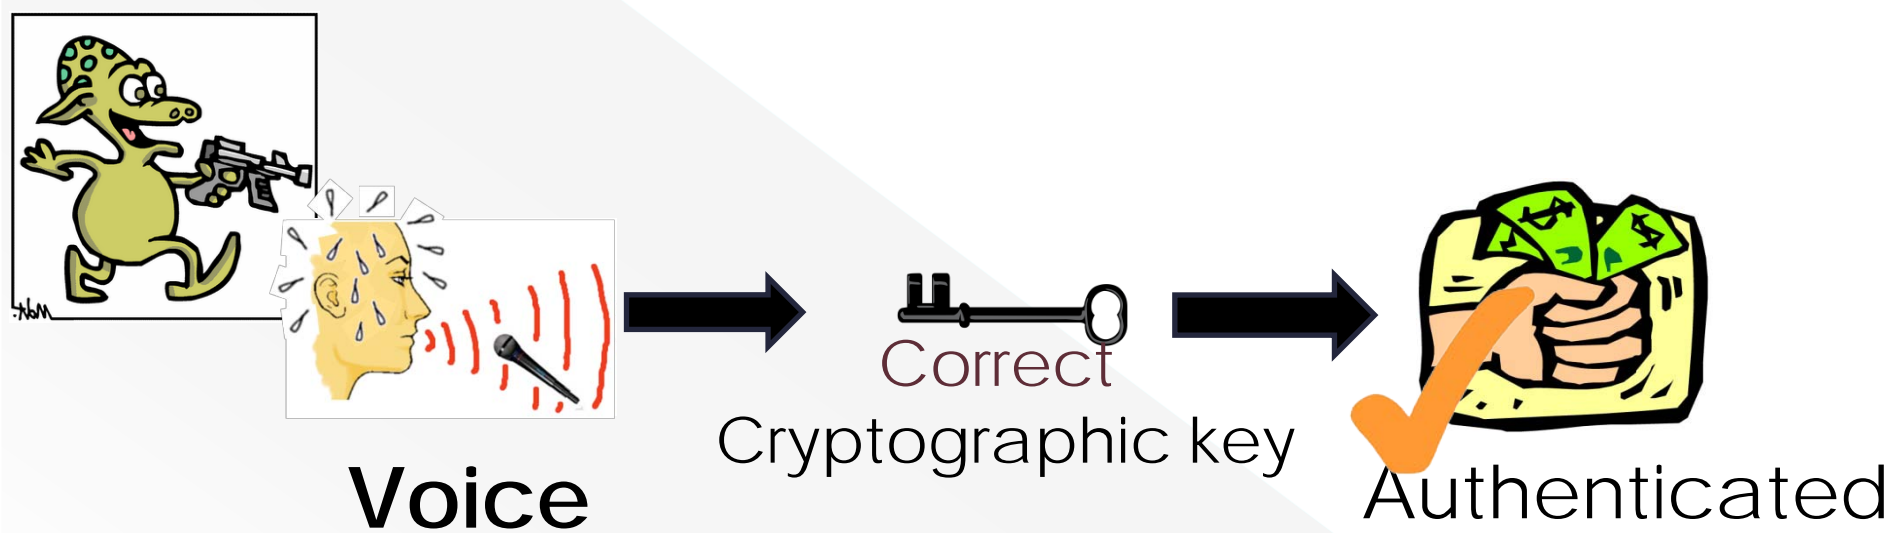 Correct
Cryptographic key
Voice
Authenticated
$ $